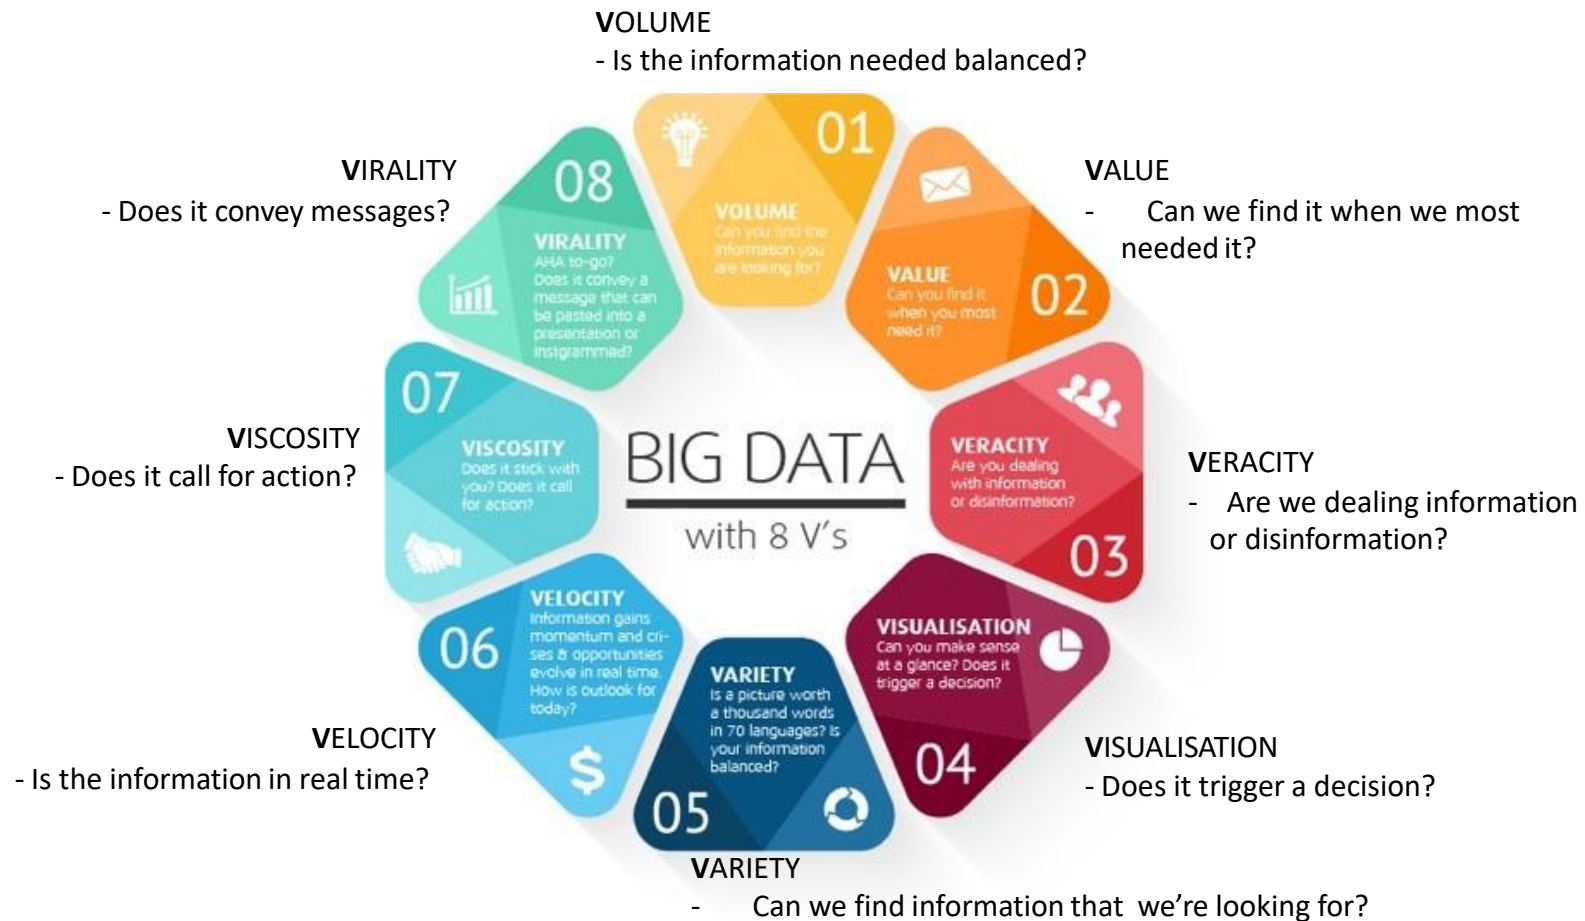 VOLUME
- Is the information needed balanced?
01
VOLUME
Can you find the
information you
are looking for?
VALUE
- Can we find it when we most
needed it?
VALUE
Can you find it
when you most
need it?
02
VERACITY
- Are we dealing information
or disinformation?
VERACITY
Are you dealing
with information
or disinformation?
03
VISUALISATION
Can you make sense
at a glance? Does it
trigger a decision?
04
VISUALISATION
- Does it trigger a decision?
VARIETY
Is a picture worth
a thousand words
in 70 languages? Is
your information
balanced?
05
VARIETY
- Can we find information that we’re looking for?
VELOCITY
Information gains
momentum and cri-
ses & opportunities
evolve in real time.
How is outlook for
today?
06
VELOCITY
- Is the information in real time?
07
VISCOSITY
Does it stick with
you? Does it call
for action?
VISCOSITY
- Does it call for action?
08
VIRALITY
AHA to-go?
Does it convey a
message that can
be pasted into a
presentation or
instigrammed?
VIRALITY
- Does it convey messages?
BIG DATA
with 8 V's